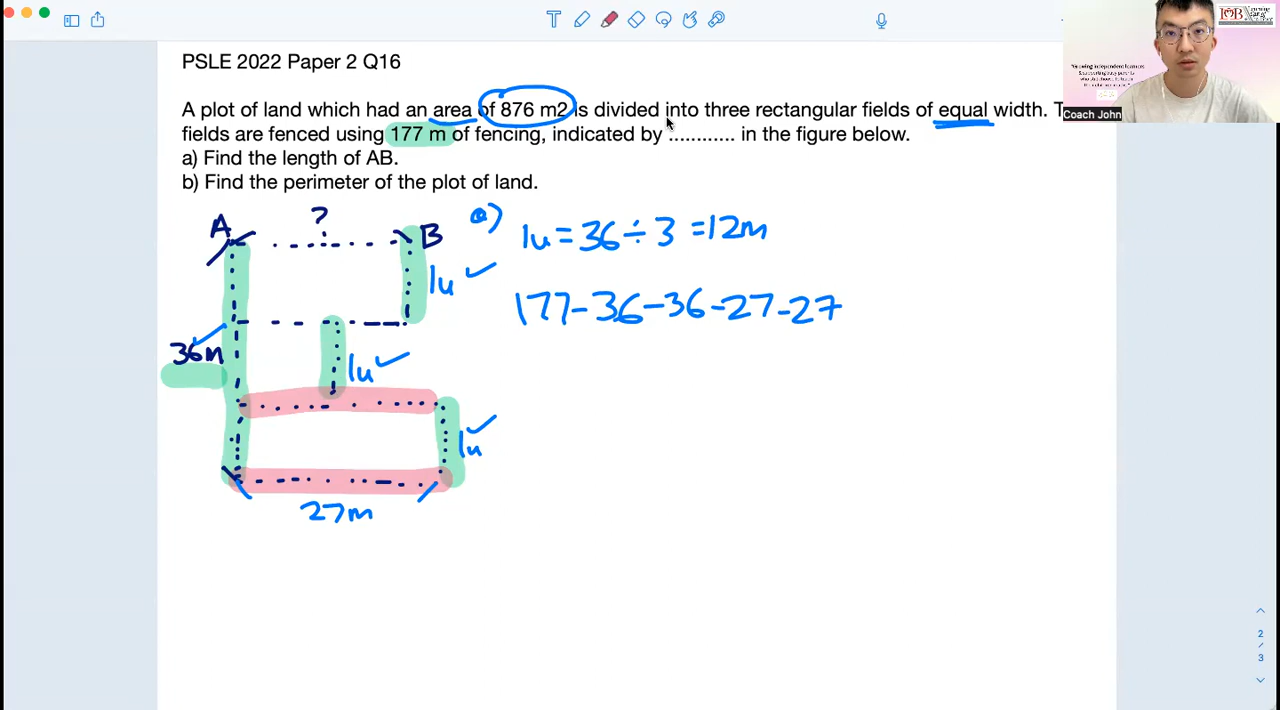 PSLE 2022 Paper 2 Q16
A plot of land which had an area of 876 m2 is divided into three rectangular fields of equal width. T
fields are fenced using 177 m of fencing, indicated by ............ in the figure below.
a) Find the length of AB.
b) Find the perimeter of the plot of land.
Coach John
A ? B
a) 1u = 36 ÷ 3 = 12m
1u
177-36-36-27-27
36m
1u
1u
27m
2
/
3